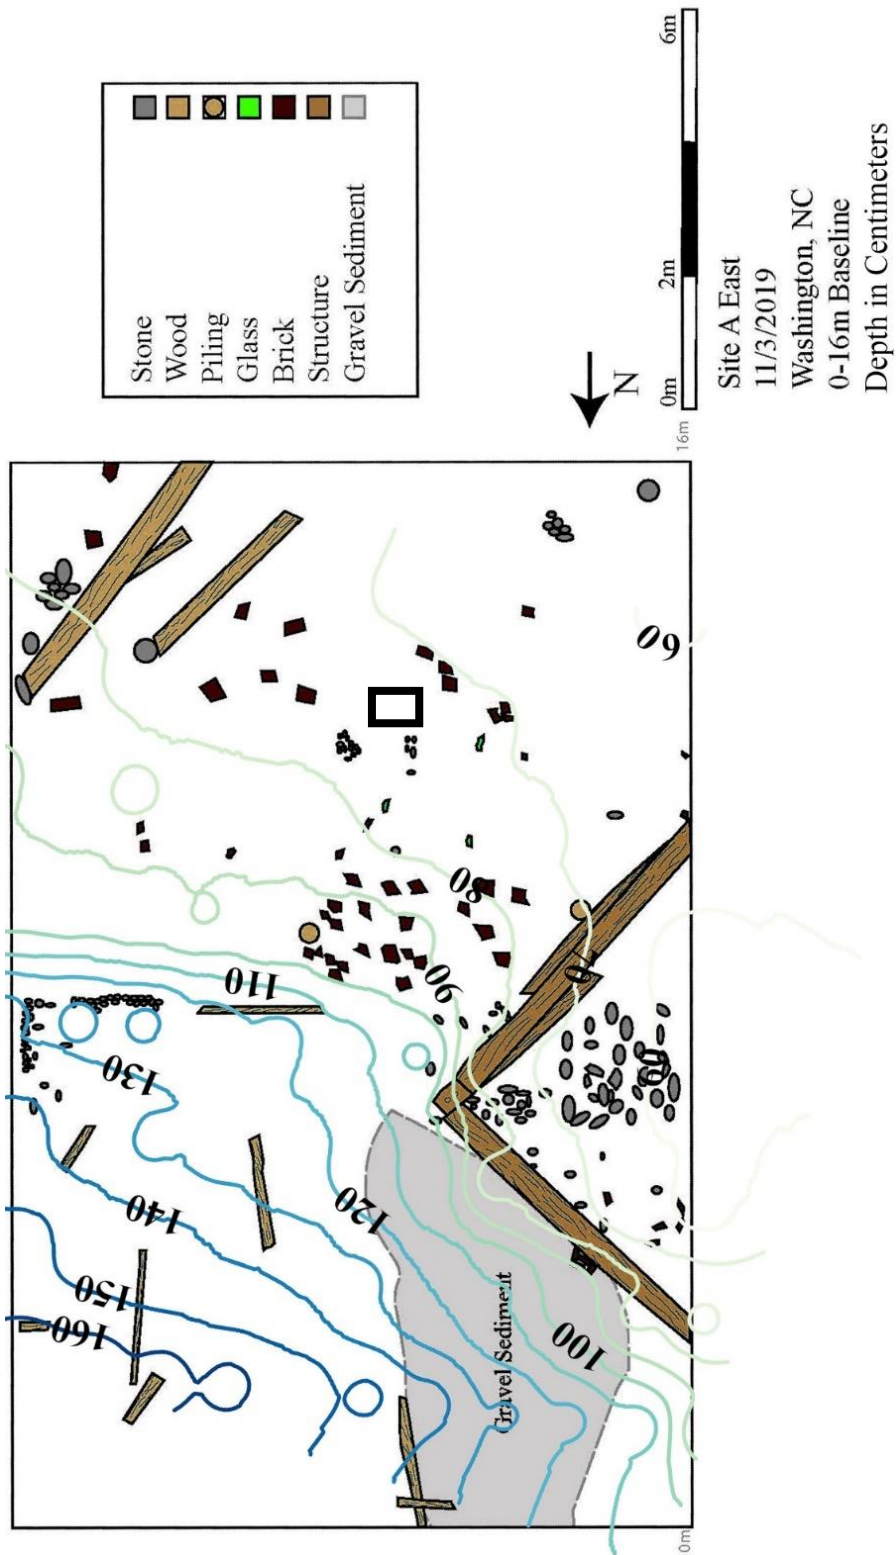 Stone
Wood
Piling
Glass
Brick
Structure
Gravel Sediment
0m
2m
6m
N
Site A East
11/3/2019
Washington, NC
0-16m Baseline
Depth in Centimeters
16m
0m
60
60
70
80
90
100
110
120
130
140
150
160
Gravel Sediment